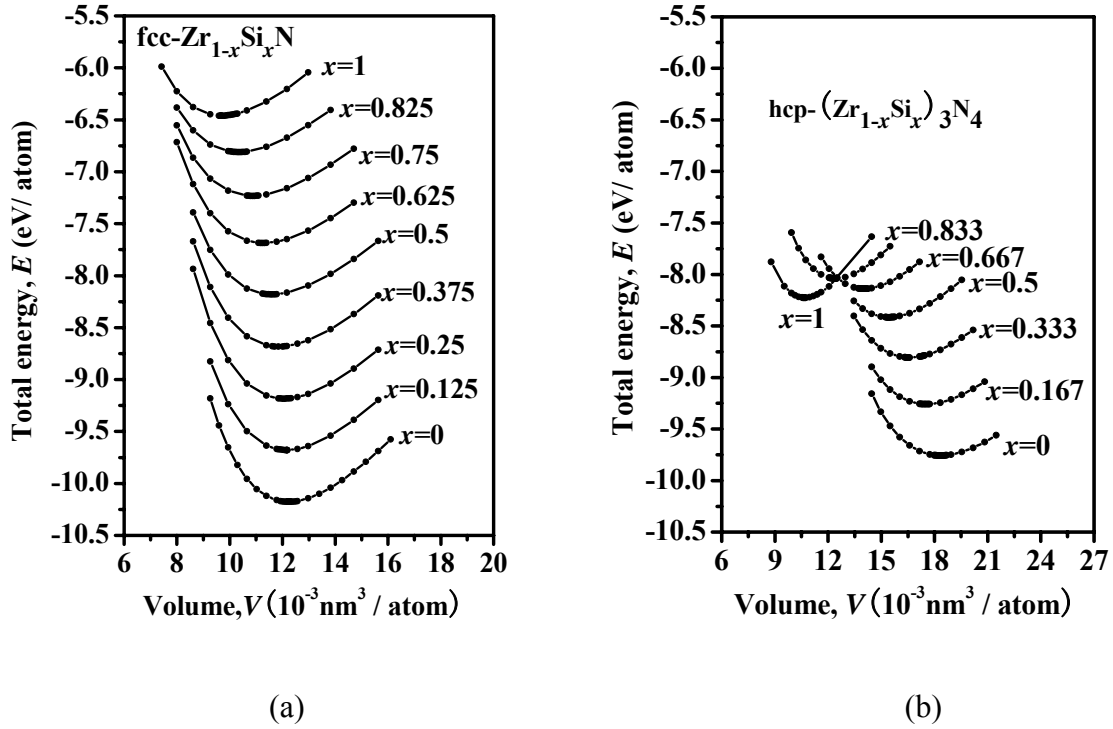 fcc-Zr1-xSixN
Total energy, E (eV/ atom)
-5.5
-6.0
-6.5
-7.0
-7.5
-8.0
-8.5
-9.0
-9.5
-10.0
-10.5
x=1
x=0.825
x=0.75
x=0.625
x=0.5
x=0.375
x=0.25
x=0.125
x=0
6 8 10 12 14 16 18 20
Volume,V(10-3nm3 / atom)
(a)
hcp-(Zr1-xSix)3N4
Total energy, E (eV/ atom)
-5.5
-6.0
-6.5
-7.0
-7.5
-8.0
-8.5
-9.0
-9.5
-10.0
-10.5
x=0.833
x=0.667
x=0.5
x=1
x=0.333
x=0.167
x=0
6 9 12 15 18 21 24 27
Volume, V(10-3nm3 / atom)
(b)